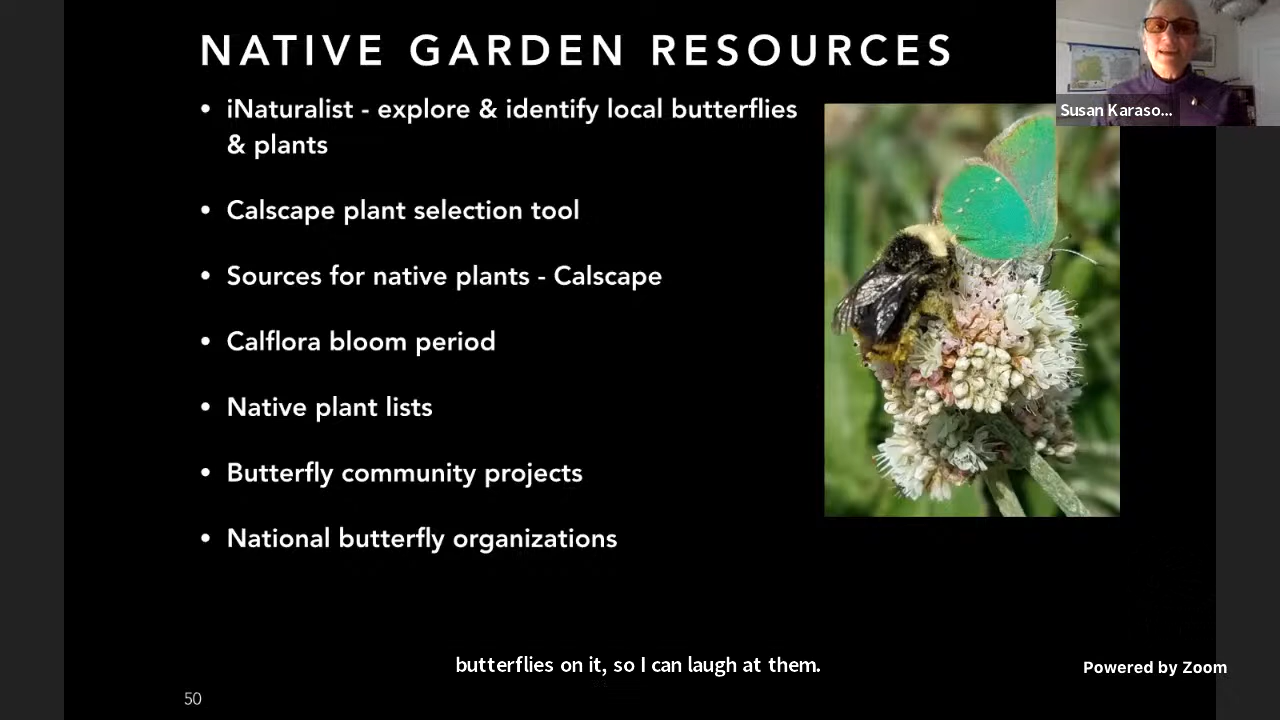 NATIVE GARDEN RESOURCES
Susan Karaso...
• iNaturalist - explore & identify local butterflies
& plants
• Calscape plant selection tool
• Sources for native plants - Calscape
• Calflora bloom period
• Native plant lists
• Butterfly community projects
• National butterfly organizations
butterflies on it, so I can laugh at them.
Powered by Zoom
50